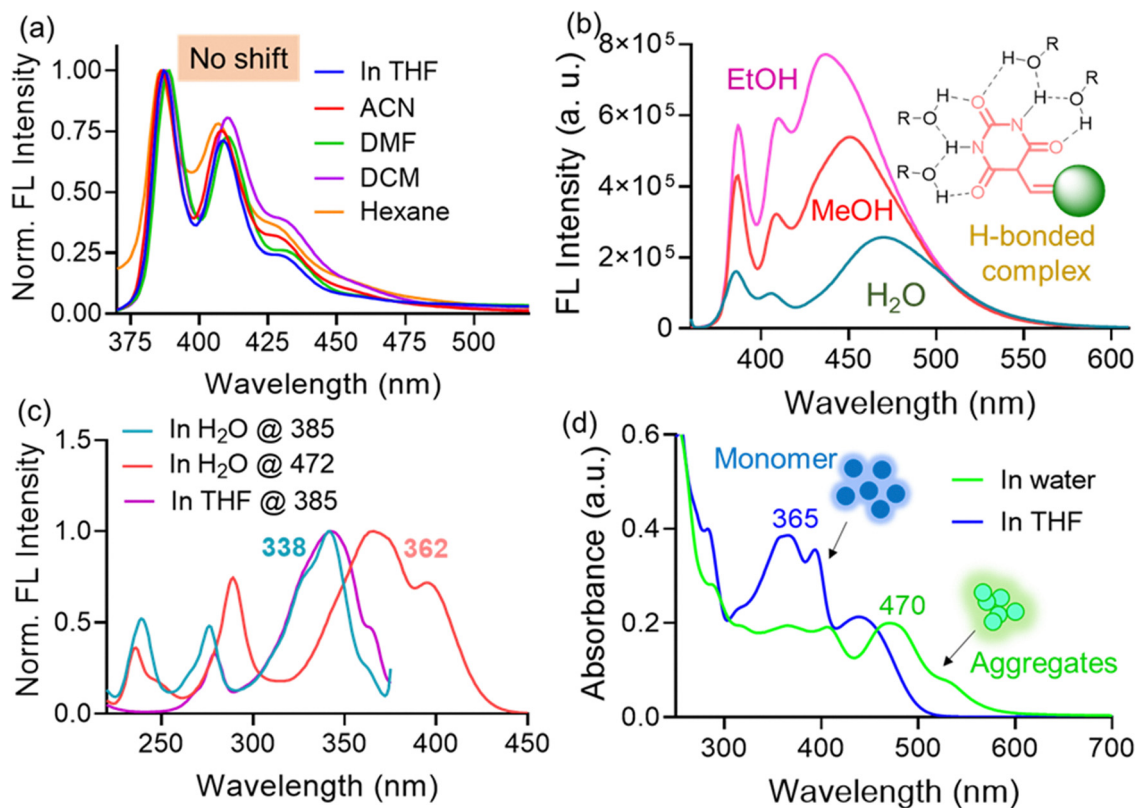 (a)
No shift
Norm. FL Intensity
1.00
0.75
0.50
0.25
0.00
In THF
ACN
DMF
DCM
Hexane
375
400
425
450
475
500
Wavelength (nm)
(b)
FL Intensity (a. u.)
8×10⁵
6×10⁵
4×10⁵
2×10⁵
0
EtOH
MeOH
H₂O
R
H O
H O R
H H
R O O N H
H N O
R O
H O
H-bonded
complex
400
450
500
550
600
Wavelength (nm)
(c)
Norm. FL Intensity
1.5
1.0
0.5
0.0
In H₂O @ 385
In H₂O @ 472
In THF @ 385
338
362
250
300
350
400
450
Wavelength (nm)
(d)
Absorbance (a.u.)
0.6
0.4
0.2
0.0
Monomer
In water
In THF
365
470
Aggregates
300
400
500
600
700
Wavelength (nm)